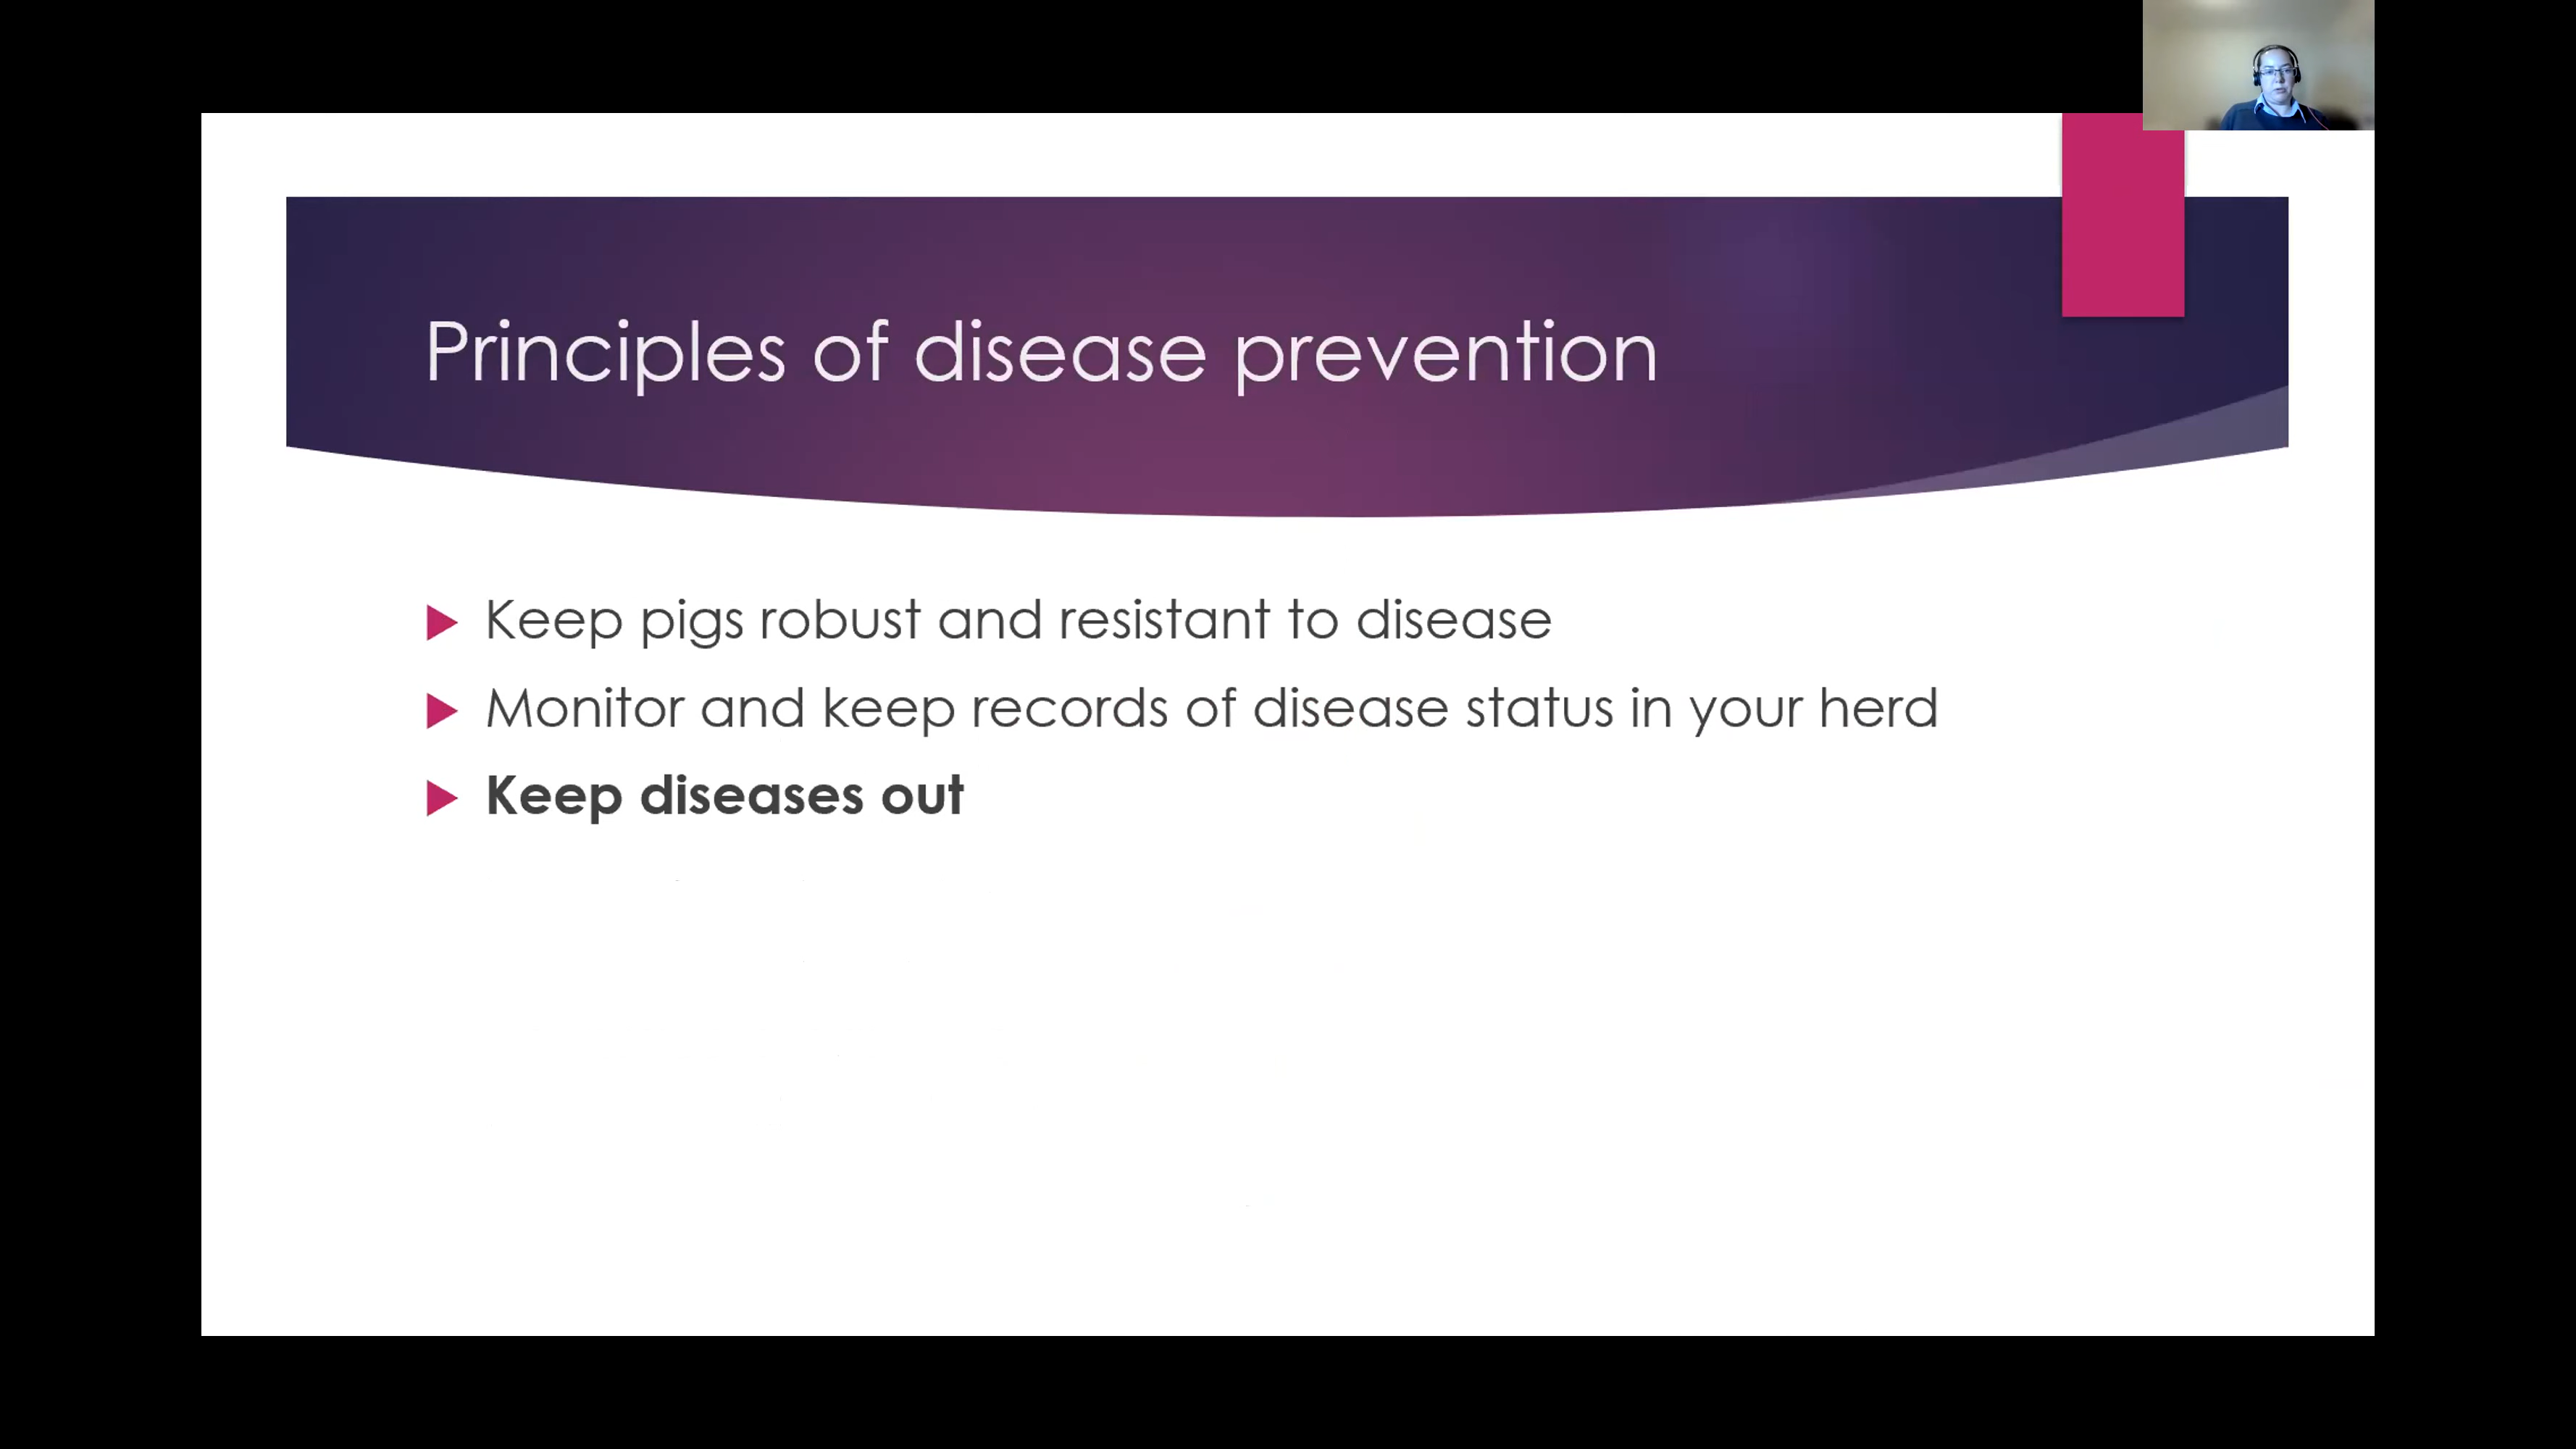 Principles of disease prevention
Keep pigs robust and resistant to disease
Monitor and keep records of disease status in your herd
Keep diseases out